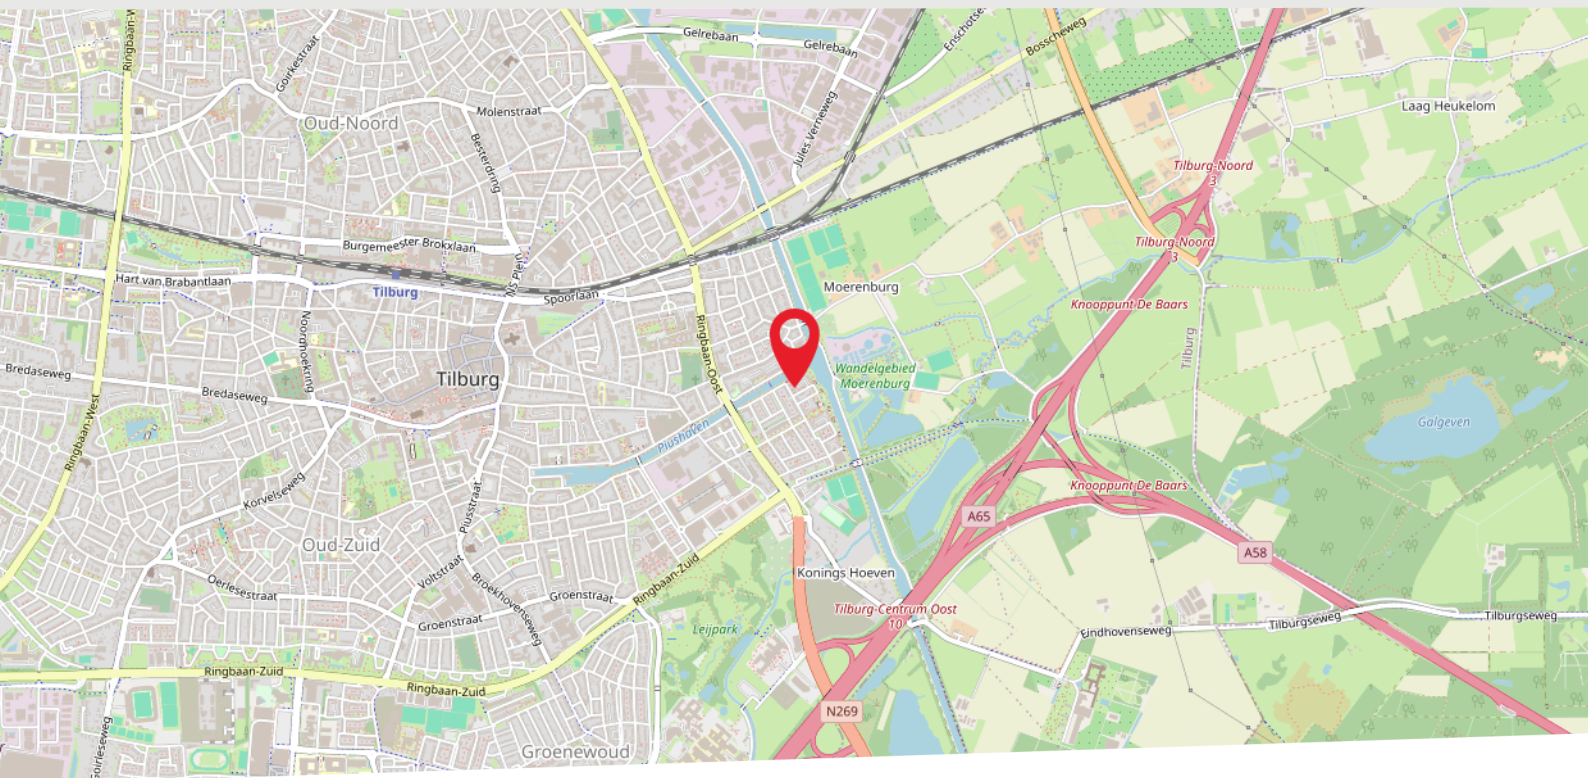 Ringbaan-W
Gelrebaan
Gelrebaan
Enschotse
Bosscheweg
Goirkestraat
Molenstraat
Oud-Noord
Besterdring
Jules Verneweg
Laag Heukelom
Tilburg-Noord
3
Tilburg-Noord
3
Burgemeester Brokxlaan
Hart van Brabantlaan
Tilburg
NS Plein
Spoorlaan
Moerenburg
Knooppunt De Baars
Noordhoekring
Ringbaan-Oost
Tilburg
Bredaseweg
Tilburg
Bredaseweg
Wandelgebied
Moerenburg
Ringbaan-West
Piushaven
Galgeven
Korvelseweg
Piusstraat
Knooppunt De Baars
A65
Oud-Zuid
A58
Voltstraat
Ringbaan-Zuid
Konings Hoeven
Oerlesestraat
Broekhovenseweg
Groenstraat
Groenstraat
Tilburg-Centrum Oost
10
Leijpark
Eindhovenseweg
Tilburgseweg
Tilburgseweg
Ringbaan-Zuid
Ringbaan-Zuid
N269
Goirleseweg
Groenewoud